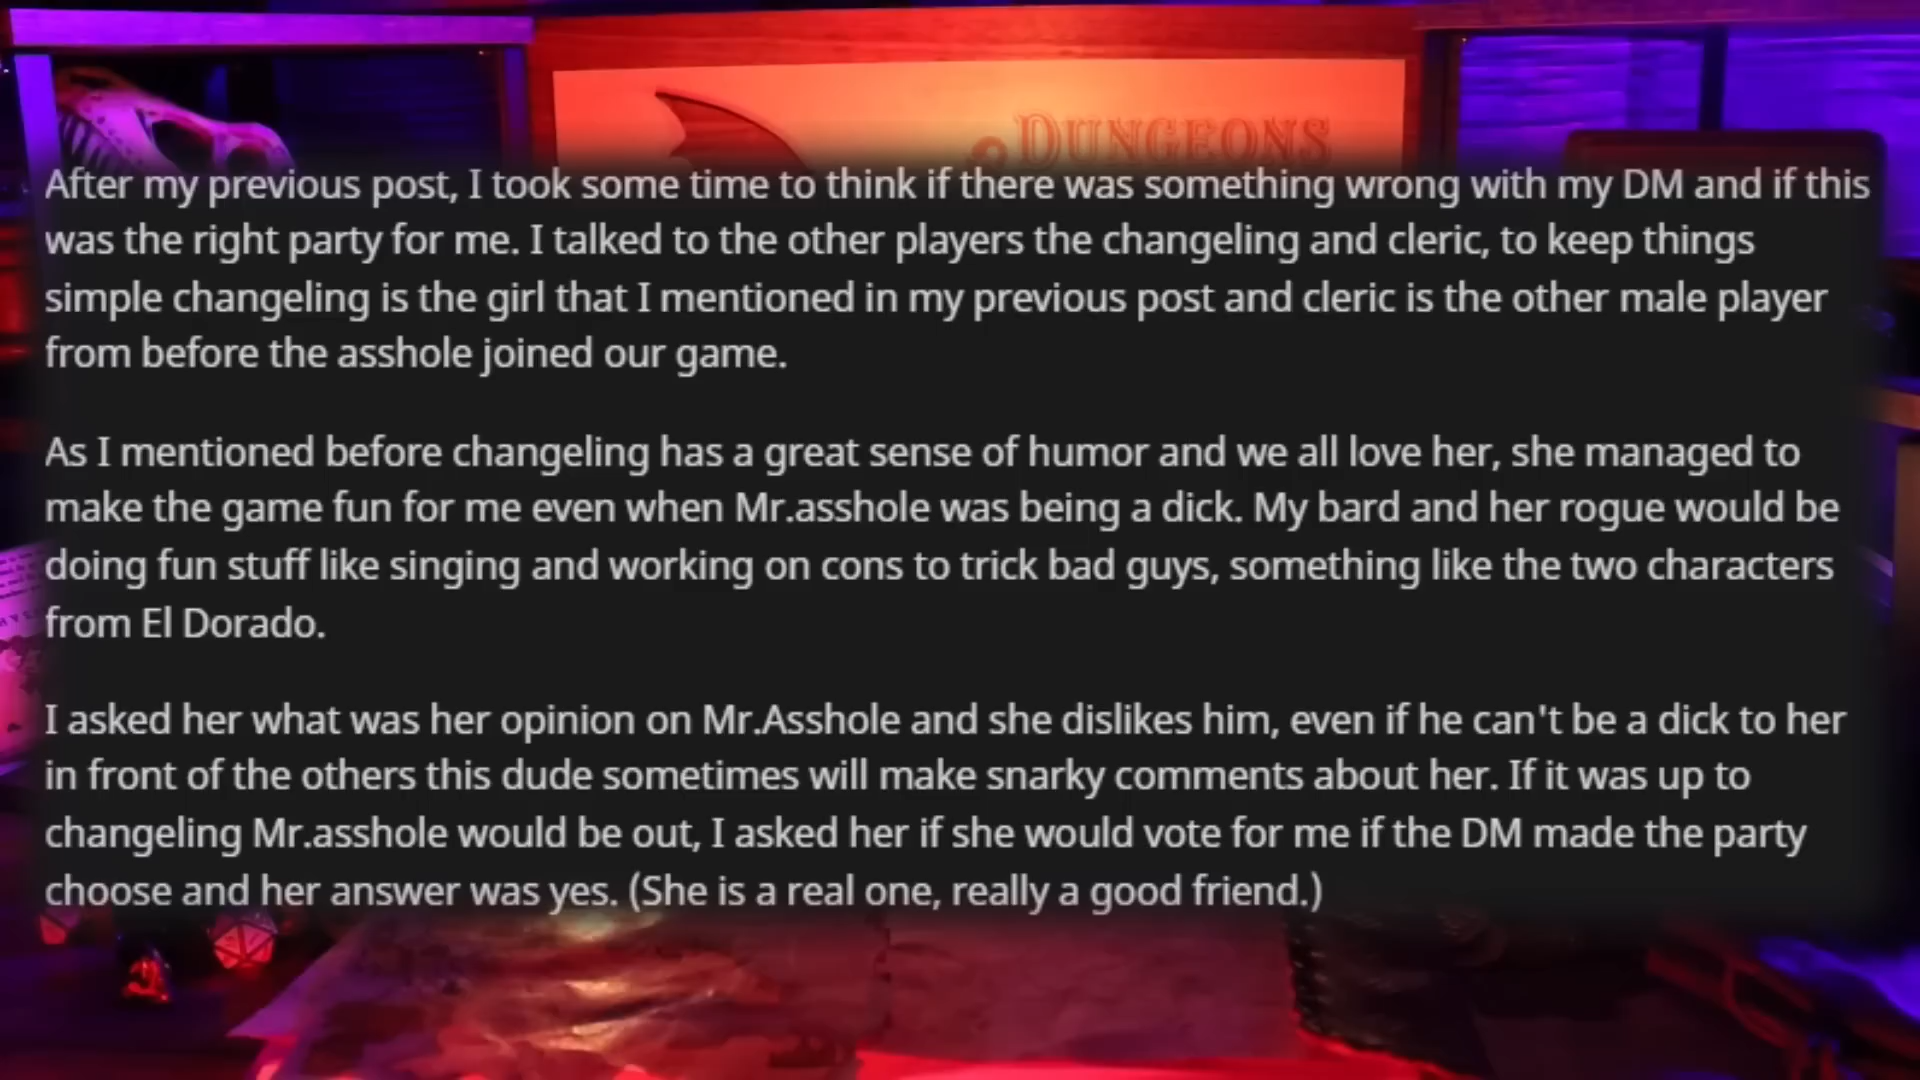 DUNGEONS
After my previous post, I took some time to think if there was something wrong with my DM and if this
was the right party for me. I talked to the other players the changeling and cleric, to keep things
simple changeling is the girl that I mentioned in my previous post and cleric is the other male player
from before the asshole joined our game.
As I mentioned before changeling has a great sense of humor and we all love her, she managed to
make the game fun for me even when Mr.asshole was being a dick. My bard and her rogue would be
doing fun stuff like singing and working on cons to trick bad guys, something like the two characters
from El Dorado.
I asked her what was her opinion on Mr.Asshole and she dislikes him, even if he can't be a dick to her
in front of the others this dude sometimes will make snarky comments about her. If it was up to
changeling Mr.asshole would be out, I asked her if she would vote for me if the DM made the party
choose and her answer was yes. (She is a real one, really a good friend.)